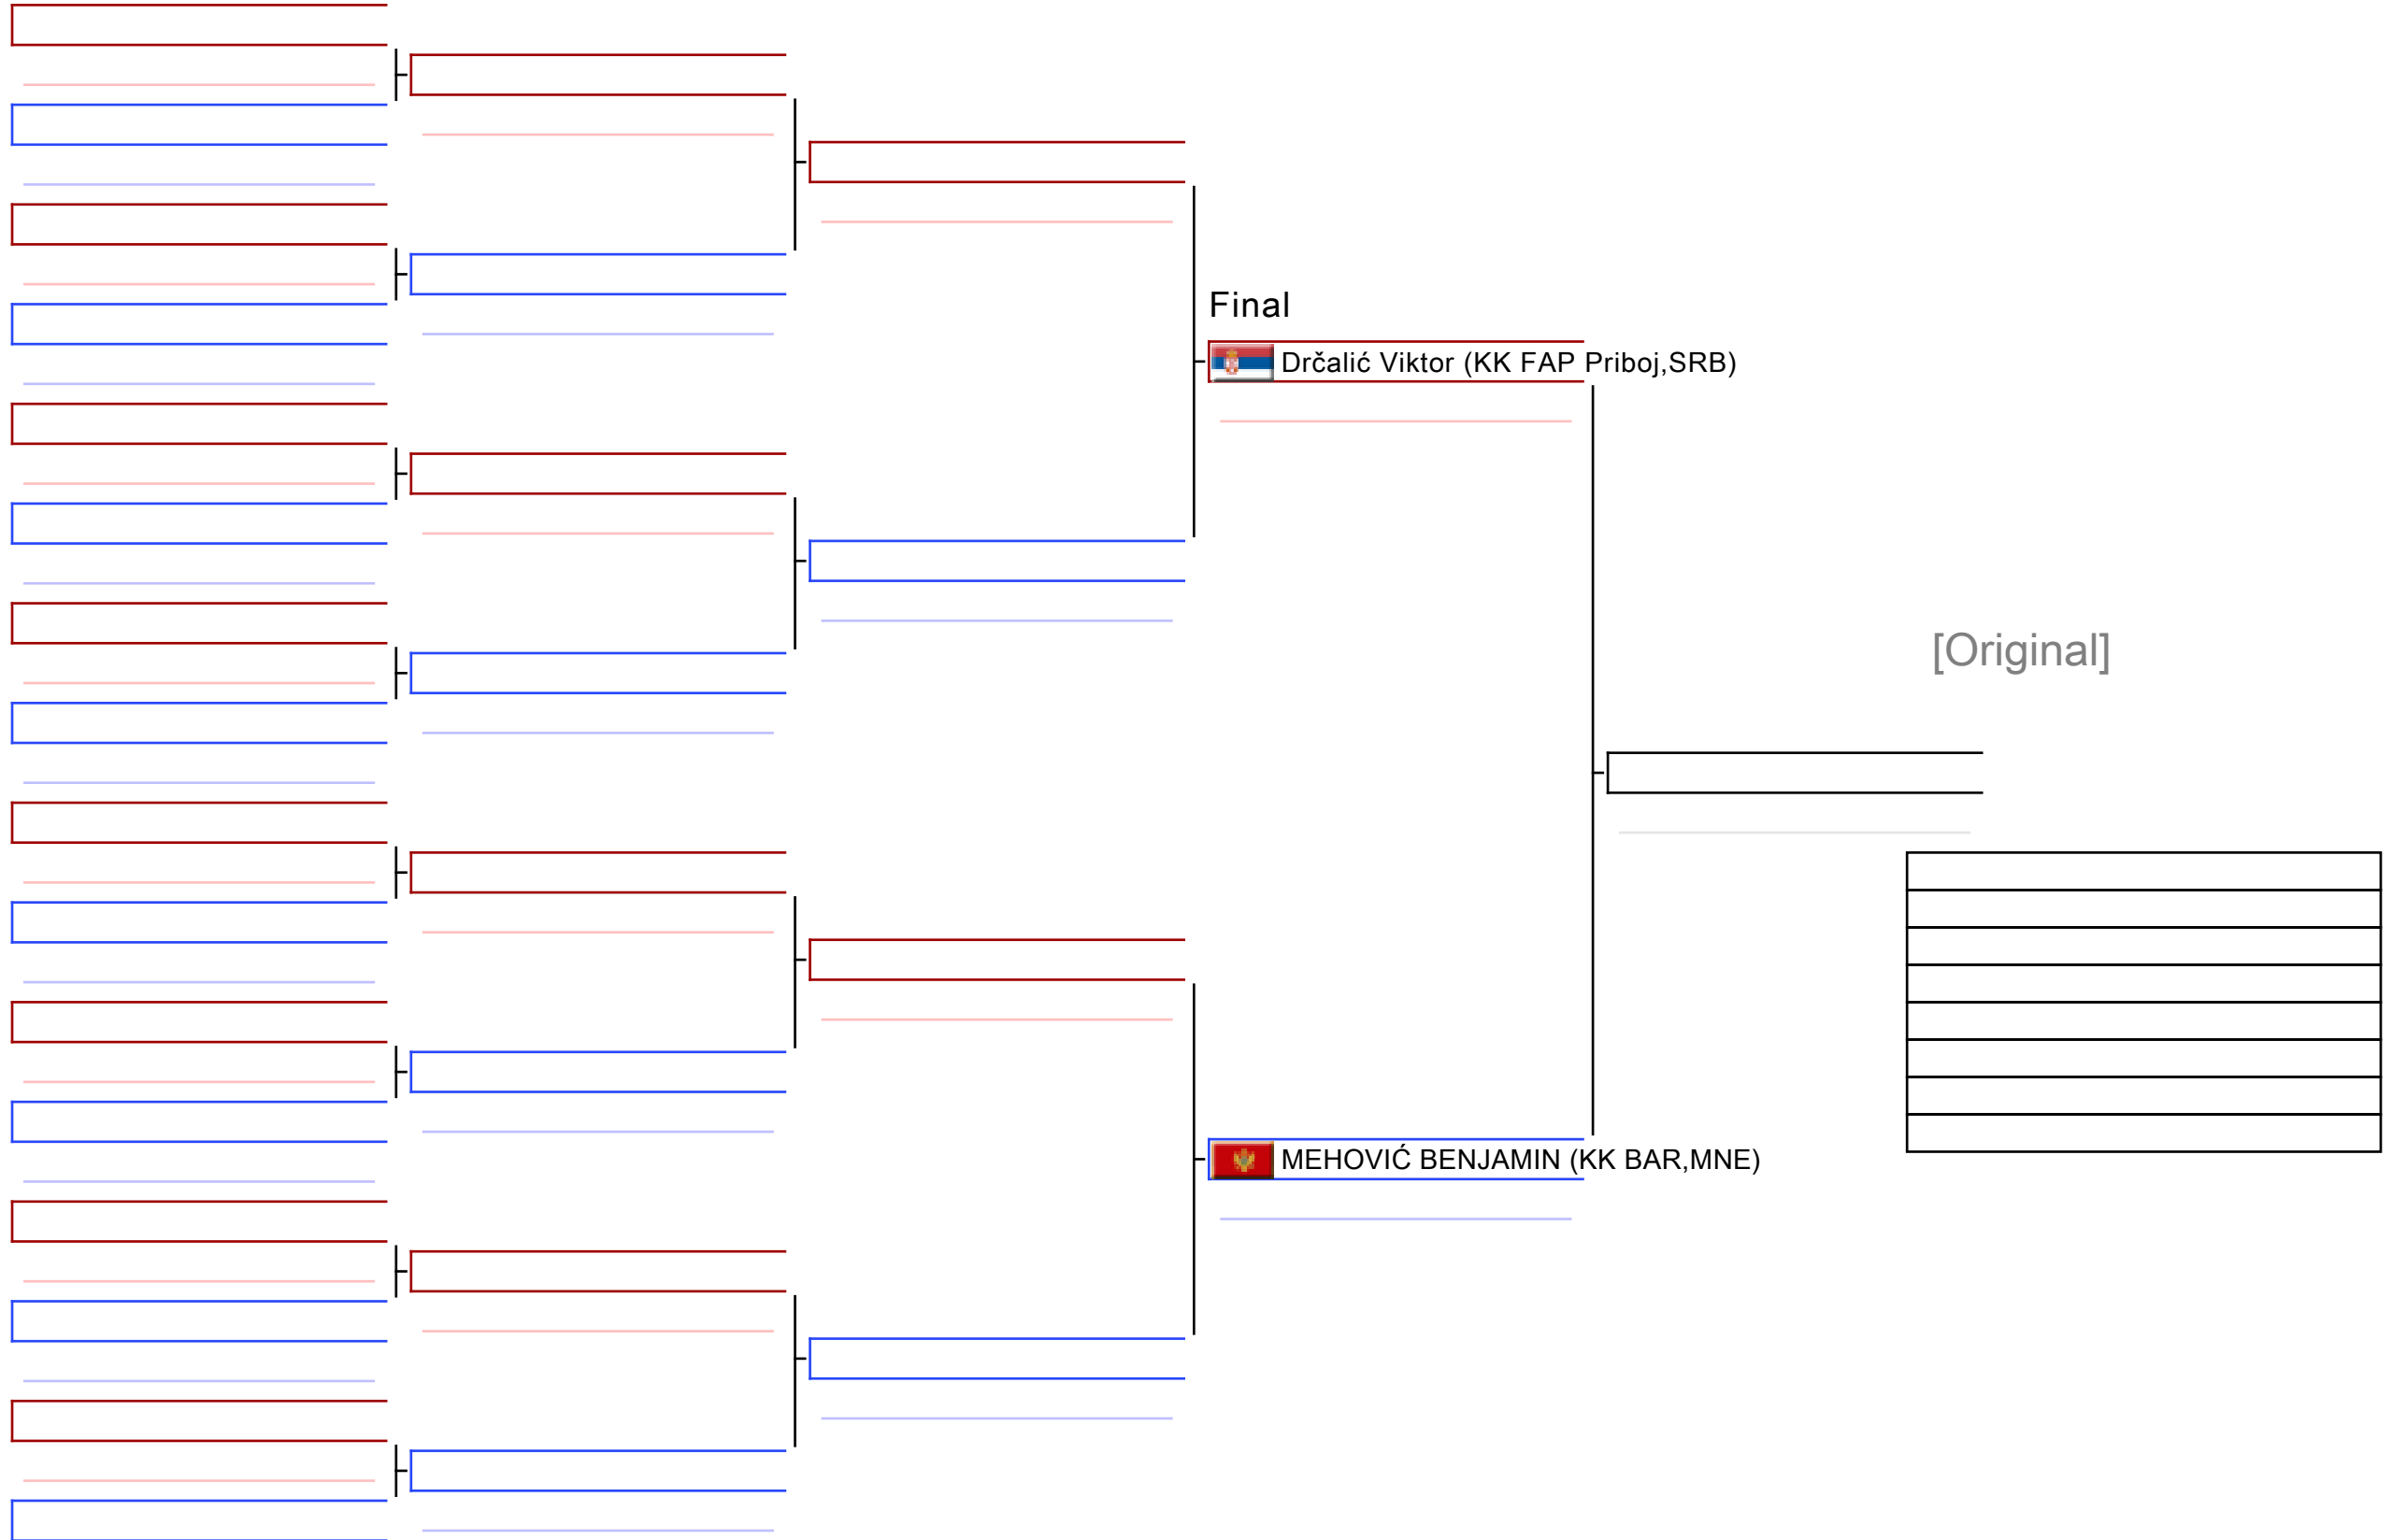 Final
Drčalić Viktor (KK FAP Priboj,SRB)
[Original]
MEHOVIĆ BENJAMIN (KK BAR,MNE)